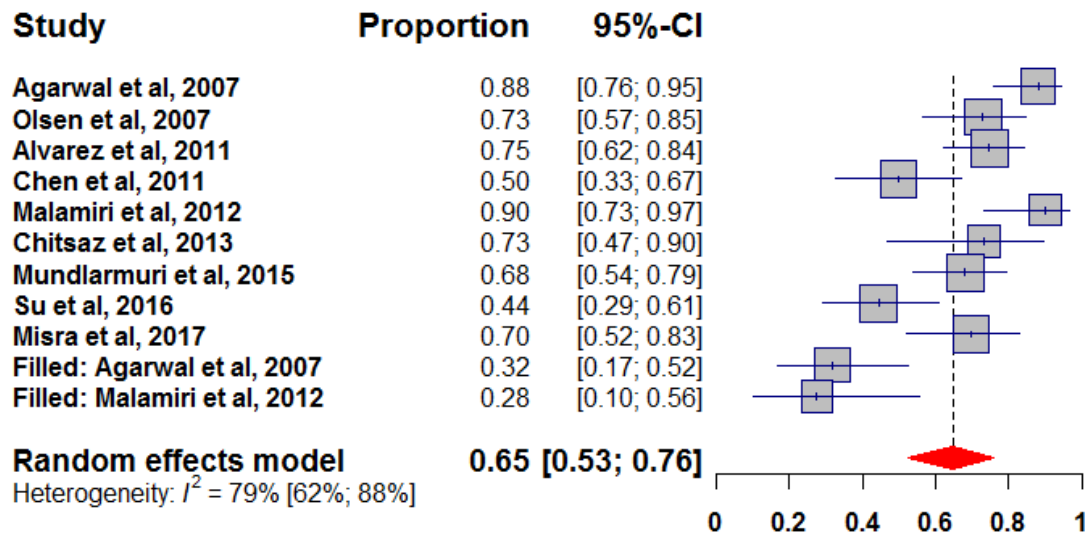 Study Proportion 95%-CI
Agarwal et al, 2007 0.88 [0.76; 0.95]
Olsen et al, 2007 0.73 [0.57; 0.85]
Alvarez et al, 2011 0.75 [0.62; 0.84]
Chen et al, 2011 0.50 [0.33; 0.67]
Malamiri et al, 2012 0.90 [0.73; 0.97]
Chitsaz et al, 2013 0.73 [0.47; 0.90]
Mundlarmuri et al, 2015 0.68 [0.54; 0.79]
Su et al, 2016 0.44 [0.29; 0.61]
Misra et al, 2017 0.70 [0.52; 0.83]
Filled: Agarwal et al, 2007 0.32 [0.17; 0.52]
Filled: Malamiri et al, 2012 0.28 [0.10; 0.56]
Random effects model 0.65 [0.53; 0.76]
Heterogeneity: I² = 79% [62%; 88%]
0 0.2 0.4 0.6 0.8 1